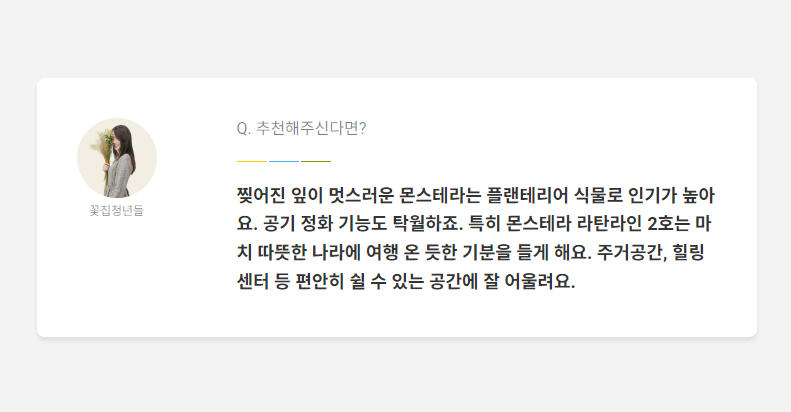 Q. 추천해주신다면?
찢어진 잎이 멋스러운 몬스테라는 플랜테리어 식물로 인기가 높아
요. 공기 정화 기능도 탁월하죠. 특히 몬스테라 라탄라인 2호는 마
치 따뜻한 나라에 여행 온 듯한 기분을 들게 해요. 주거공간, 힐링
센터 등 편안히 쉴 수 있는 공간에 잘 어울려요.
꽃집청년들